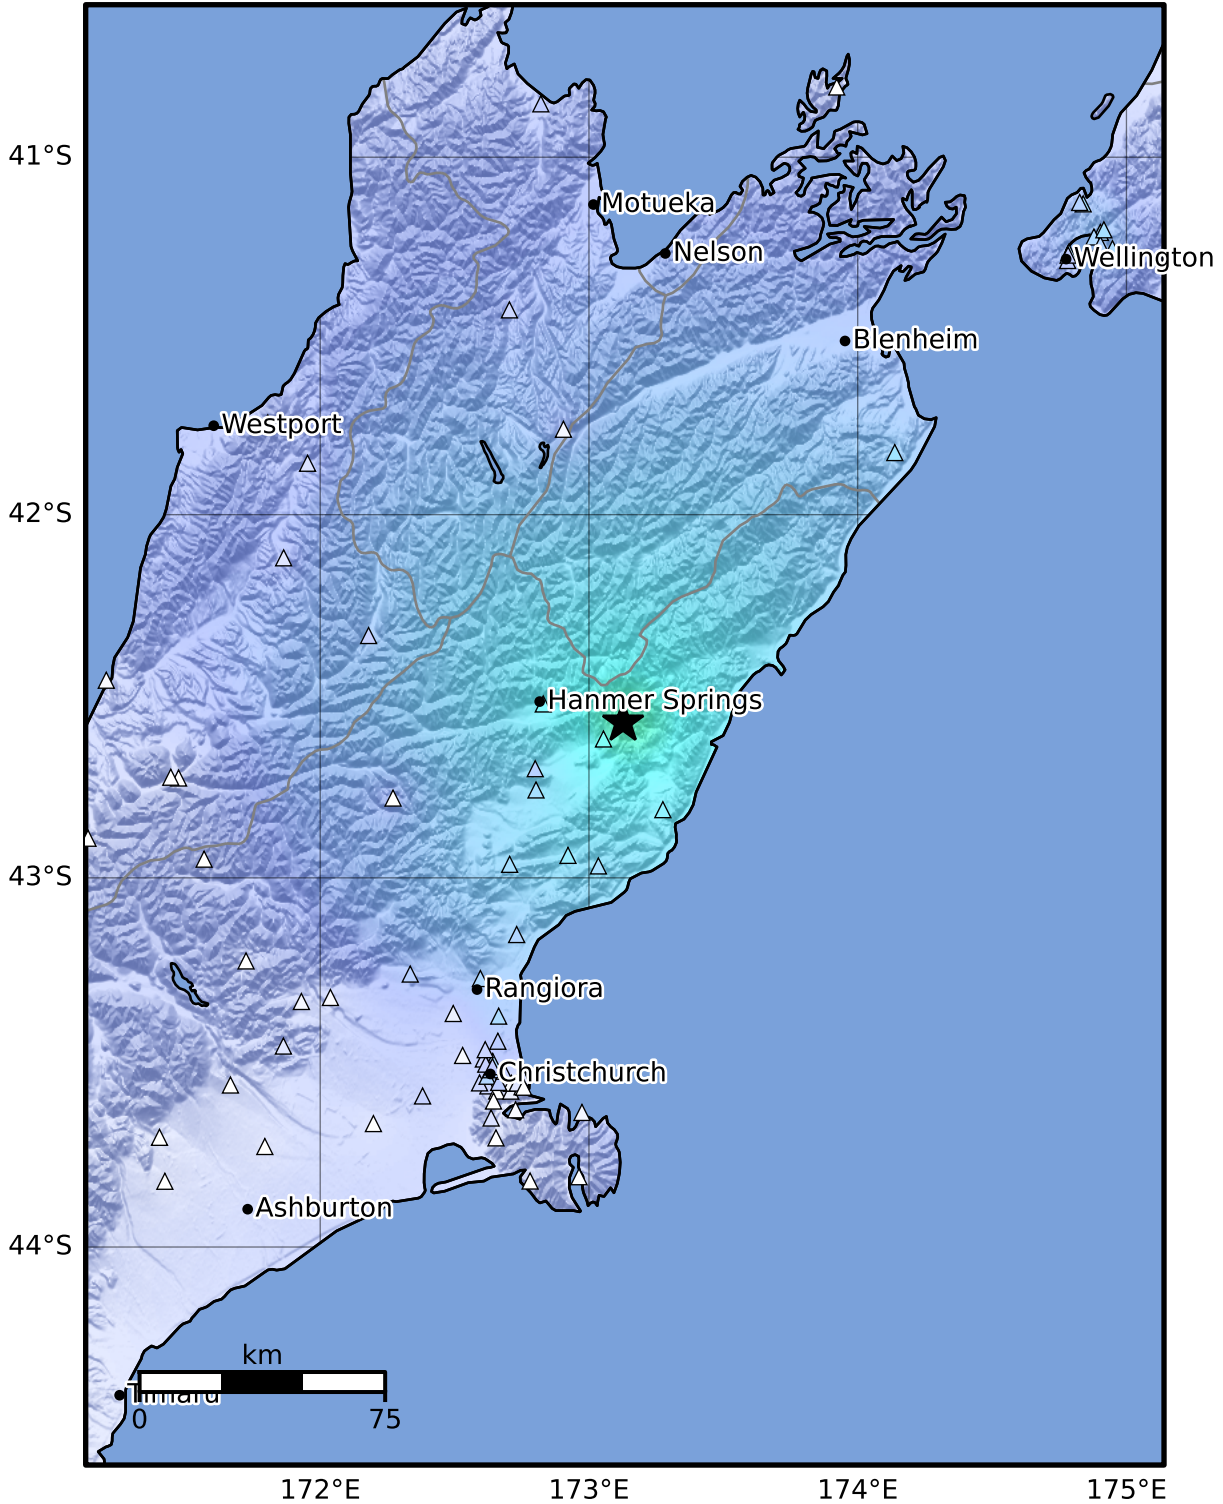 41°S
Motueka
Nelson
Wellington
Blenheim
Westport
42°S
Hanmer Springs
43°S
Rangiora
Christchurch
Ashburton
44°S
km
Timaru
0
75
172°E
173°E
174°E
175°E